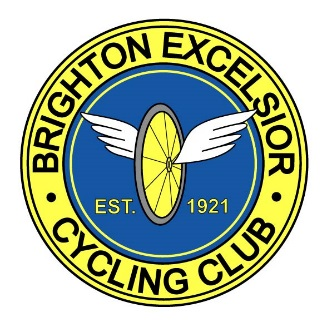 BRIGHTON EXCELSIOR
EST. 1921
• CYCLING CLUB •